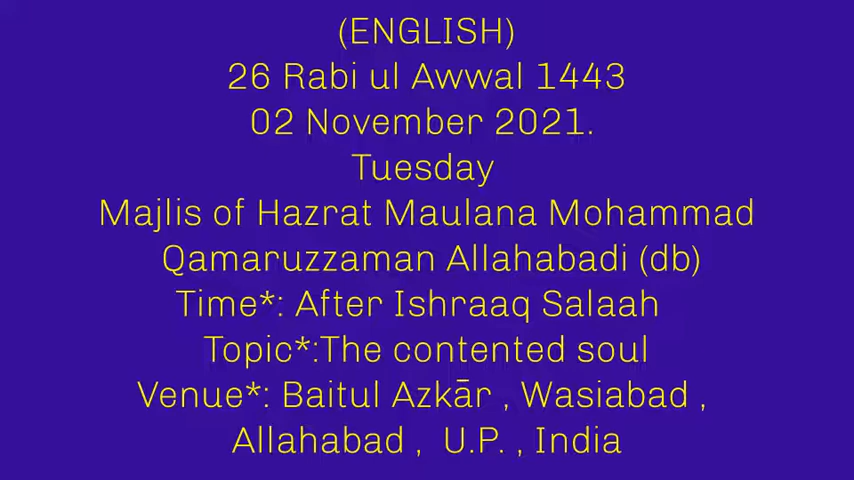 (ENGLISH)
26 Rabi ul Awwal 1443
02 November 2021.
Tuesday
Majlis of Hazrat Maulana Mohammad
Qamaruzzaman Allahabadi (db)
Time*: After Ishraaq Salaah
Topic*:The contented soul
Venue*: Baitul Azkār , Wasiabad ,
Allahabad , U.P. , India